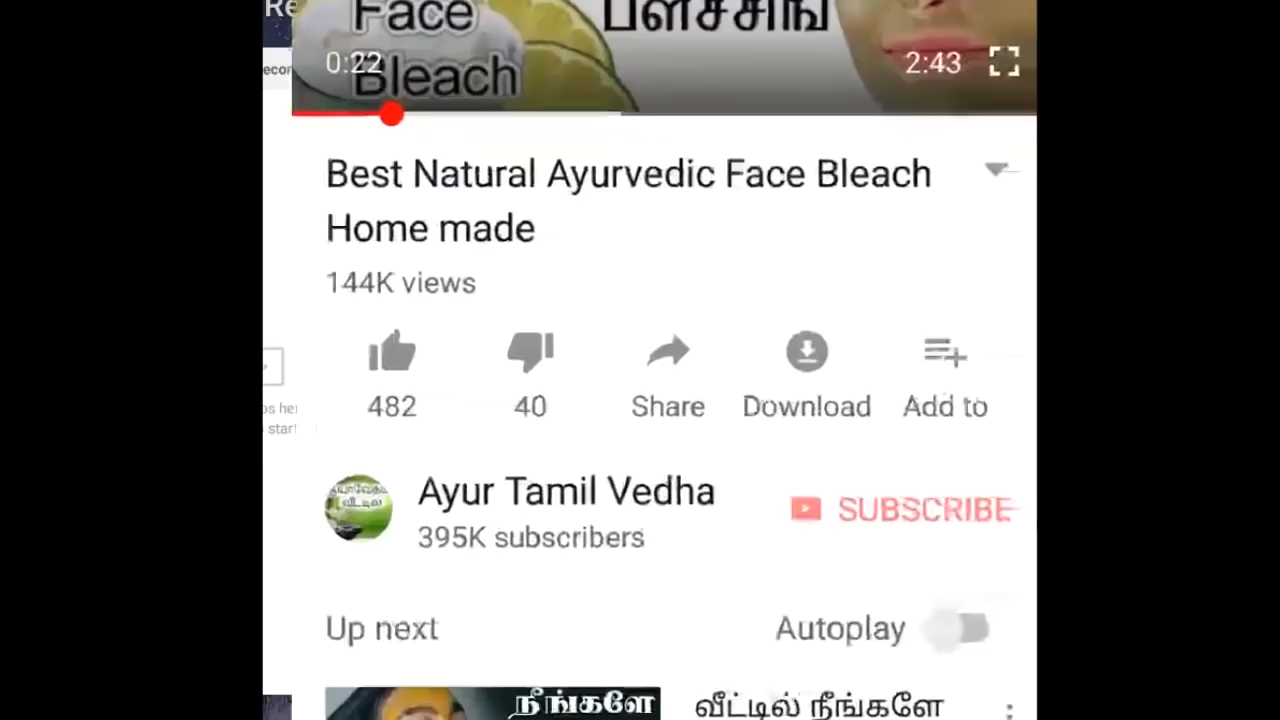 Face
பளிச்சிங்
0:22
2:43
Bleach
Best Natural Ayurvedic Face Bleach
Home made
144K views
482
40
Share
Download
Add to
Ayur Tamil Vedha
395K subscribers
SUBSCRIBE
Up next
Autoplay
நீங்களே
வீட்டில் நீங்களே